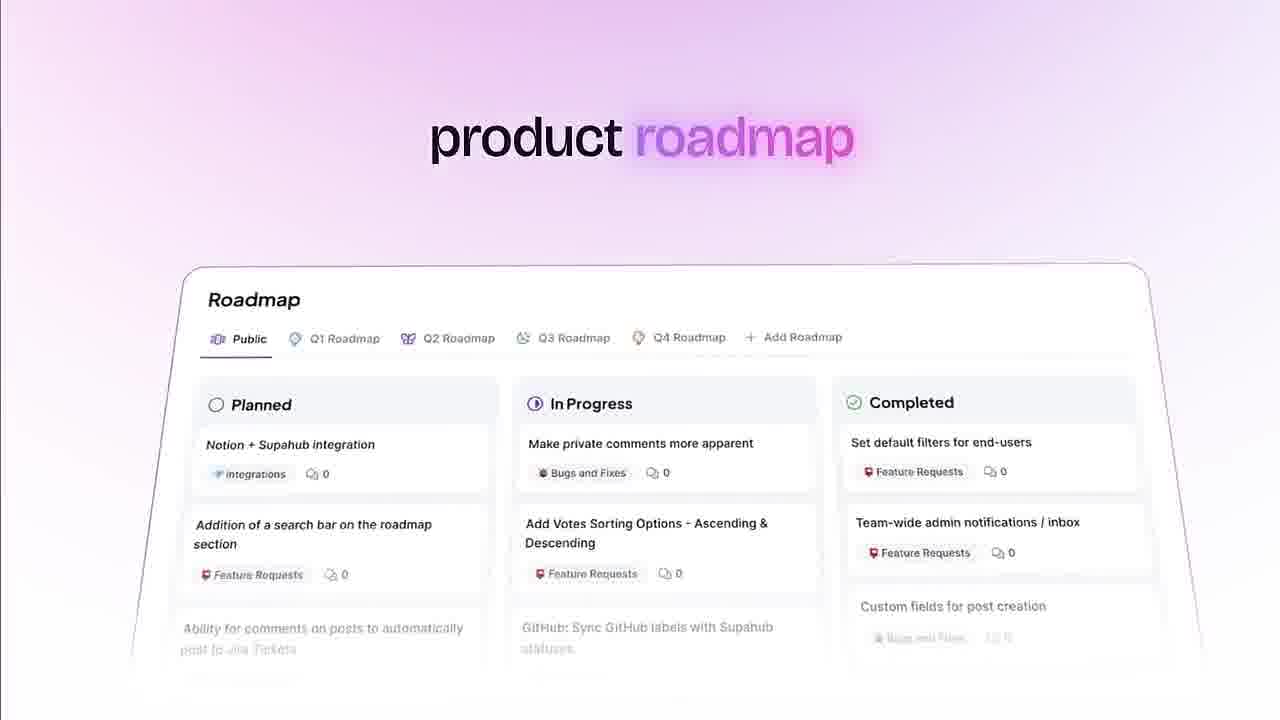 product roadmap
Roadmap
Public Q1 Roadmap Q2 Roadmap Q3 Roadmap Q4 Roadmap + Add Roadmap
Planned
Notion + Supahub integration
Integrations 0
Addition of a search bar on the roadmap
section
Feature Requests 0
Ability for comments on posts to automatically
post to Jira Tickets
In Progress
Make private comments more apparent
Bugs and Fixes 0
Add Votes Sorting Options - Ascending &
Descending
Feature Requests 0
GitHub: Sync GitHub labels with Supahub
statuses.
Completed
Set default filters for end-users
Feature Requests 0
Team-wide admin notifications / inbox
Feature Requests 0
Custom fields for post creation
Bugs and Fixes